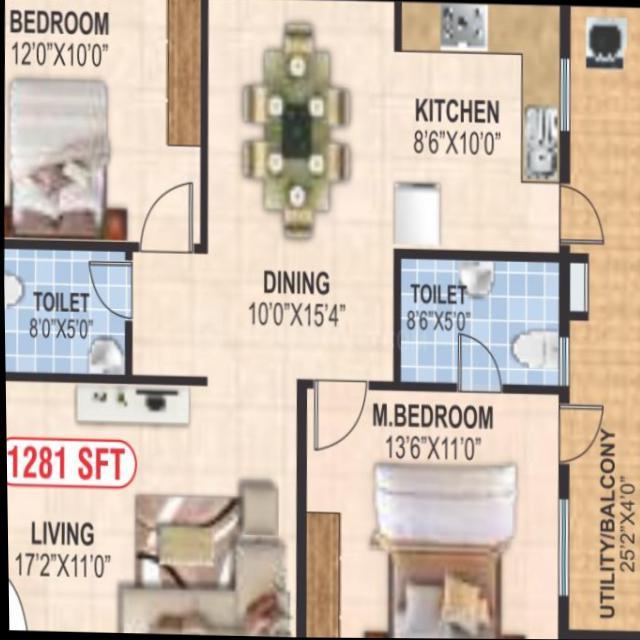 BEDROOM
12'0"X10'0"
KITCHEN
8'6"X10'0"
DINING
10'0"X15'4"
TOILET
8'0"X5'0"
TOILET
8'6"X5'0"
M.BEDROOM
13'6"X11'0"
1281 SFT
LIVING
17'2"X11'0"
UTILITY/BALCONY
25'2"X4'0"